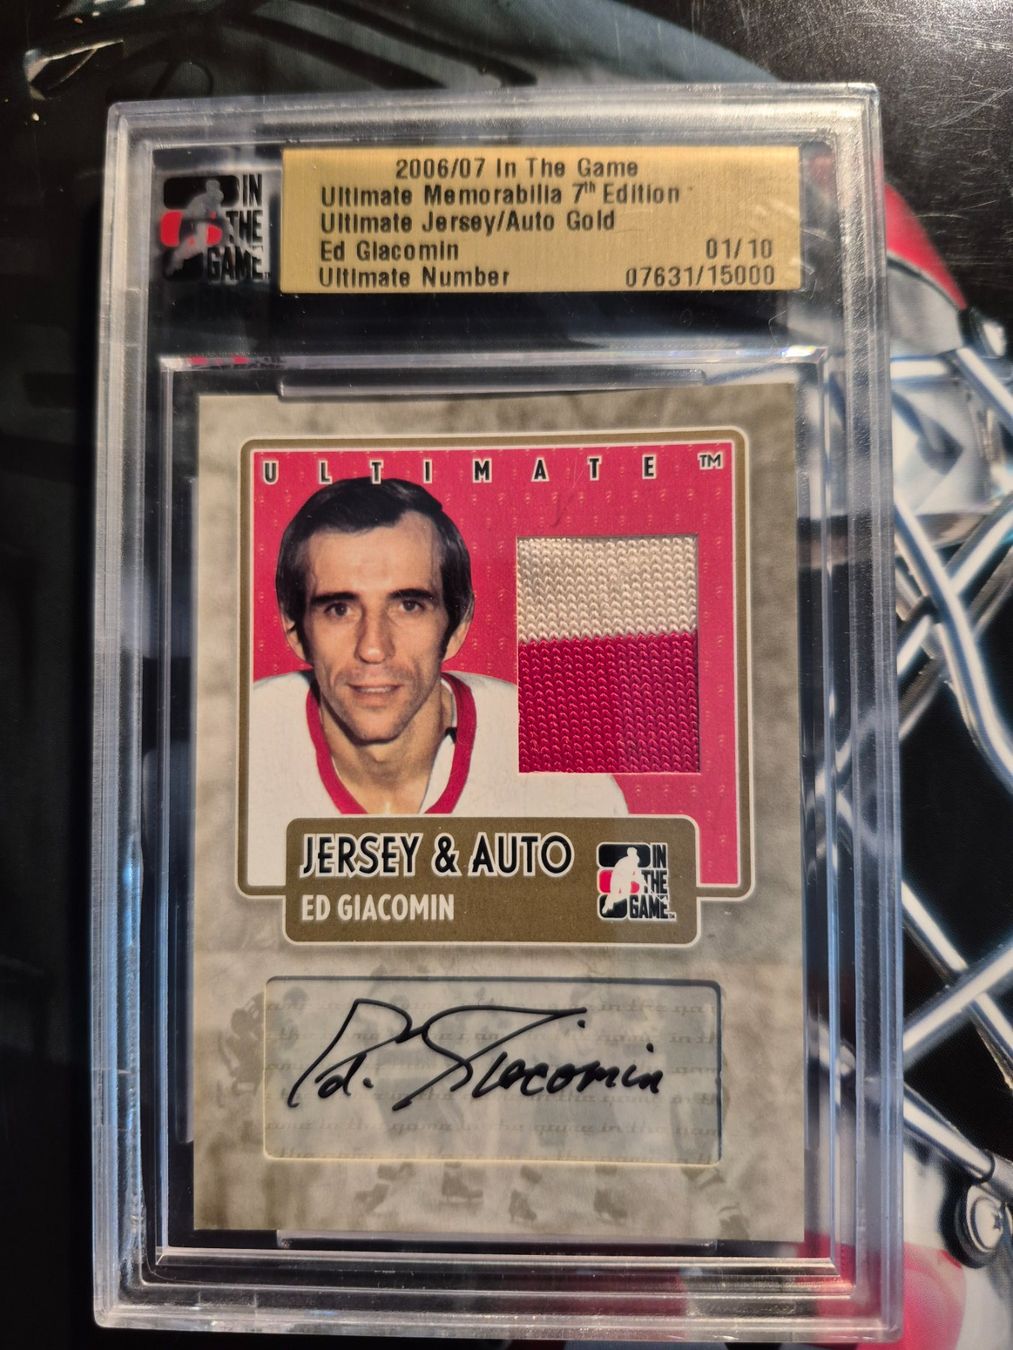 IN
THE
GAME
2006/07 In The Game
Ultimate Memorabilia 7th Edition
Ultimate Jersey/Auto Gold
Ed Giacomin 01/10
Ultimate Number 07631/15000
ULTIMATE™
JERSEY & AUTO
ED GIACOMIN
IN
THE
GAME
Ed. Giacomin